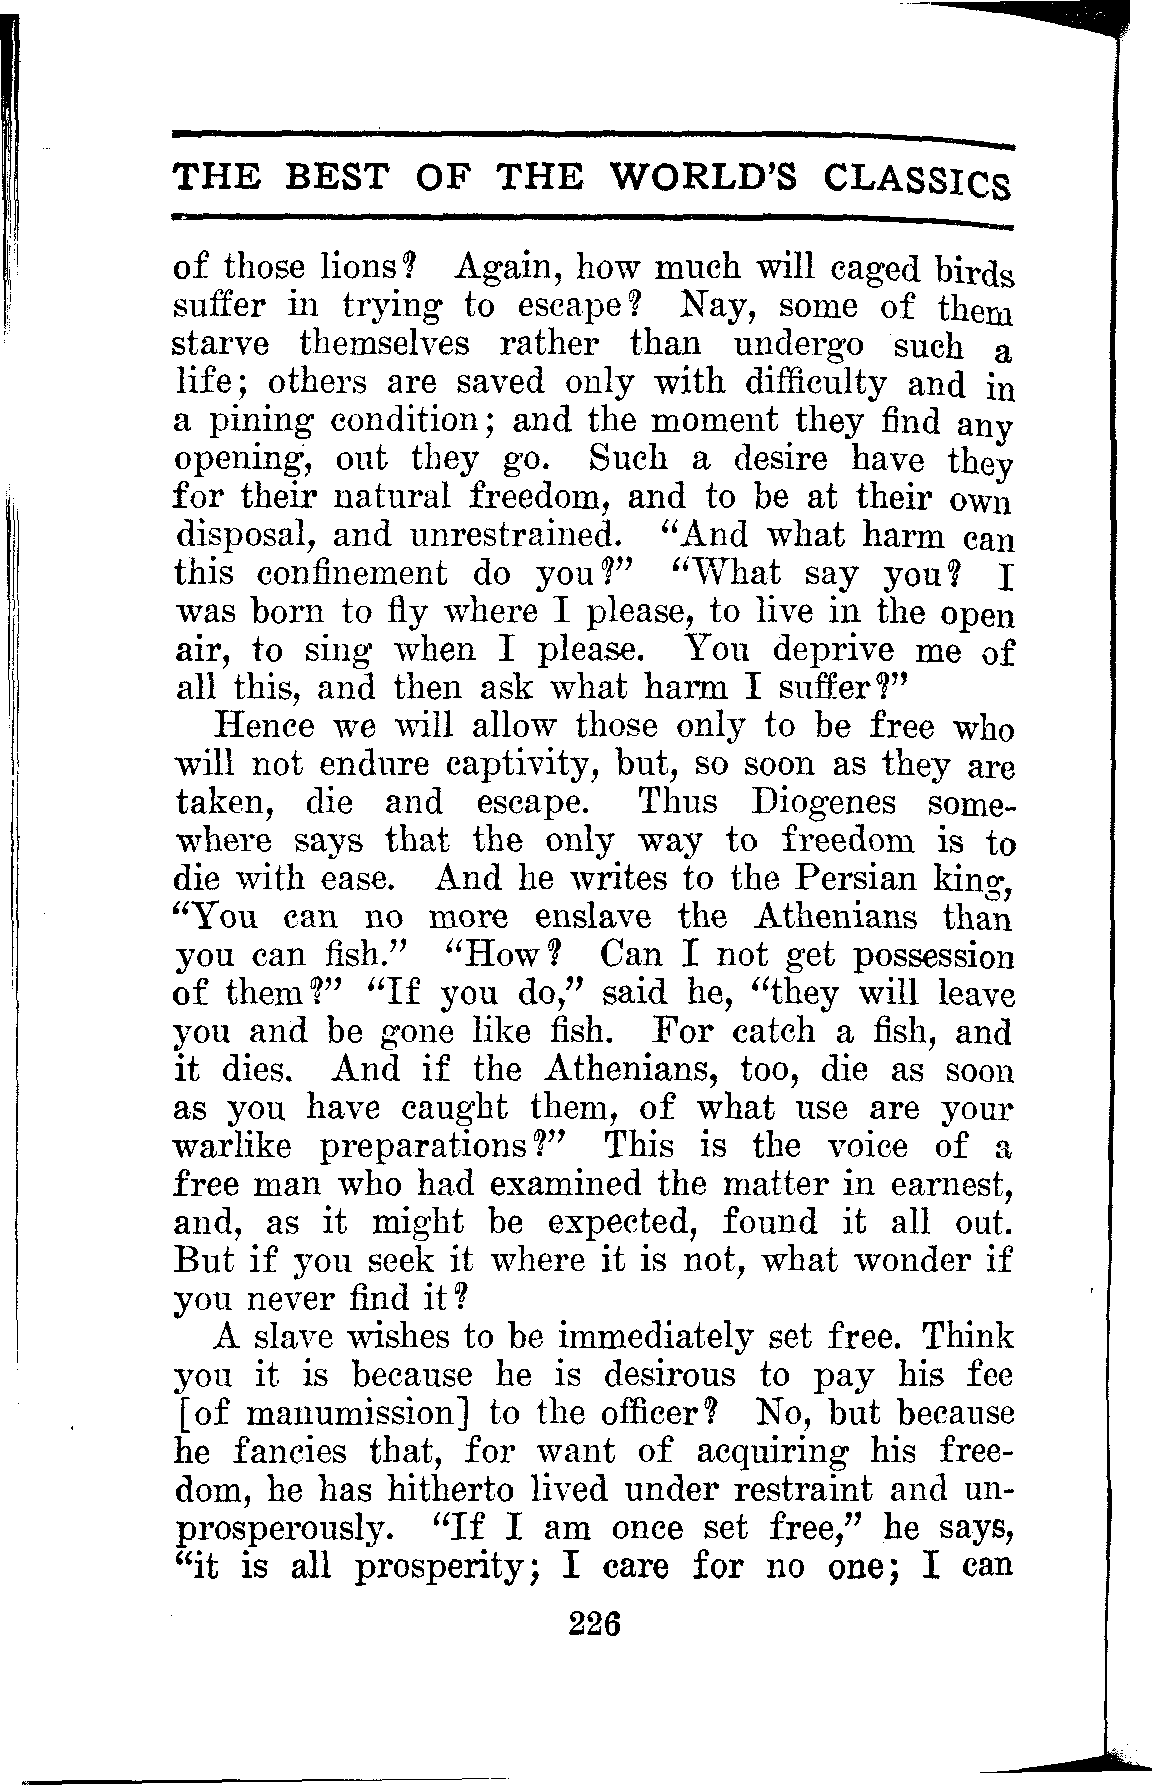 THE BEST OF THE WORLD'S CLASSICS
of those lions? Again, how much will caged birds
suffer in trying to escape? Nay, some of them
starve themselves rather than undergo such a
life; others are saved only with difficulty and in
a pining condition; and the moment they find any
opening, out they go. Such a desire have they
for their natural freedom, and to be at their own
disposal, and unrestrained. "And what harm can
this confinement do you?" "What say you? I
was born to fly where I please, to live in the open
air, to sing when I please. You deprive me of
all this, and then ask what harm I suffer?"
Hence we will allow those only to be free who
will not endure captivity, but, so soon as they are
taken, die and escape. Thus Diogenes some-
where says that the only way to freedom is to
die with ease. And he writes to the Persian king,
"You can no more enslave the Athenians than
you can fish." "How? Can I not get possession
of them?" "If you do," said he, "they will leave
you and be gone like fish. For catch a fish, and
it dies. And if the Athenians, too, die as soon
as you have caught them, of what use are your
warlike preparations?" This is the voice of a
free man who had examined the matter in earnest,
and, as it might be expected, found it all out.
But if you seek it where it is not, what wonder if
you never find it?
A slave wishes to be immediately set free. Think
you it is because he is desirous to pay his fee
[of manumission] to the officer? No, but because
he fancies that, for want of acquiring his free-
dom, he has hitherto lived under restraint and un-
prosperously. "If I am once set free," he says,
"it is all prosperity; I care for no one; I can
226